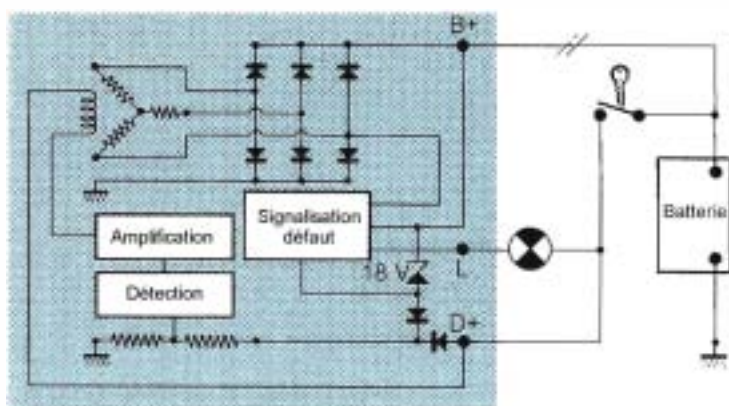 B+
Signalisation
défaut
Amplification
Détection
18 V
L
D+
Batterie